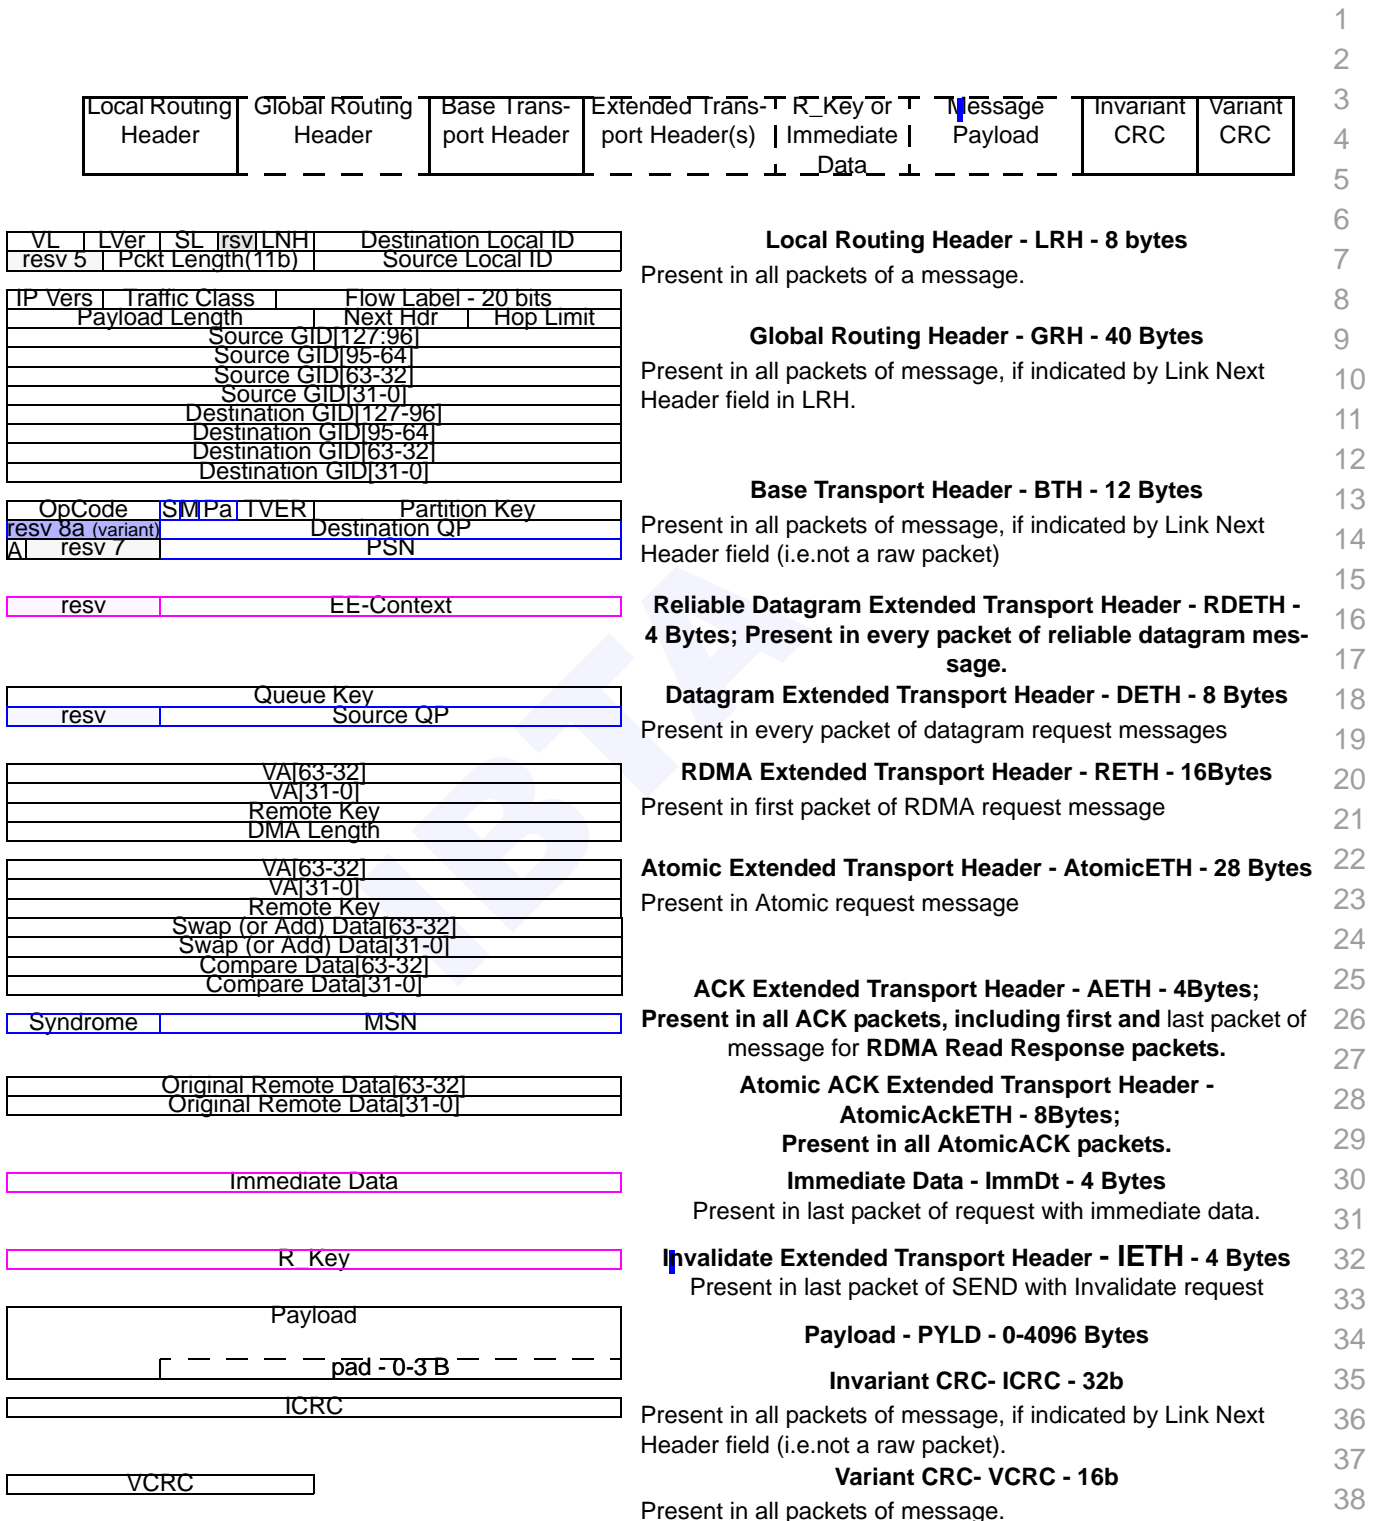 1
2
3
4
5
6
7
8
9
10
11
12
13
14
15
16
17
18
19
20
21
22
23
24
25
26
27
28
29
30
31
32
33
34
35
36
37
38
Local Routing Header
Global Routing Header
Base Trans-
port Header
Extended Trans-
port Header(s)
R_Key or
Immediate
Data
Message
Payload
Invariant
CRC
Variant
CRC
VL LVer SL rsv LNH Destination Local ID
resv 5 Pckt Length(11b) Source Local ID
Local Routing Header - LRH - 8 bytes
Present in all packets of a message.
IP Vers Traffic Class Flow Label - 20 bits
Payload Length Next Hdr Hop Limit
Source GID[127:96]
Source GID[95-64]
Source GID[63-32]
Source GID[31-0]
Destination GID[127-96]
Destination GID[95-64]
Destination GID[63-32]
Destination GID[31-0]
Global Routing Header - GRH - 40 Bytes
Present in all packets of message, if indicated by Link Next
Header field in LRH.
OpCode S M Pa TVER Partition Key
resv 8a (variant) Destination QP
A resv 7 PSN
Base Transport Header - BTH - 12 Bytes
Present in all packets of message, if indicated by Link Next
Header field (i.e.not a raw packet)
resv EE-Context
Reliable Datagram Extended Transport Header - RDETH -
4 Bytes; Present in every packet of reliable datagram mes-
sage.
Queue Key
resv Source QP
Datagram Extended Transport Header - DETH - 8 Bytes
Present in every packet of datagram request messages
VA[63-32]
VA[31-0]
Remote Key
DMA Length
RDMA Extended Transport Header - RETH - 16Bytes
Present in first packet of RDMA request message
VA[63-32]
VA[31-0]
Remote Key
Swap (or Add) Data[63-32]
Swap (or Add) Data[31-0]
Compare Data[63-32]
Compare Data[31-0]
Atomic Extended Transport Header - AtomicETH - 28 Bytes
Present in Atomic request message
Syndrome MSN
ACK Extended Transport Header - AETH - 4Bytes;
Present in all ACK packets, including first and last packet of
message for RDMA Read Response packets.
Original Remote Data[63-32]
Original Remote Data[31-0]
Atomic ACK Extended Transport Header -
AtomicAckETH - 8Bytes;
Present in all AtomicACK packets.
Immediate Data
Immediate Data - ImmDt - 4 Bytes
Present in last packet of request with immediate data.
R_Key
Invalidate Extended Transport Header - IETH - 4 Bytes
Present in last packet of SEND with Invalidate request
Payload
pad - 0-3 B
Payload - PYLD - 0-4096 Bytes
ICRC
Invariant CRC- ICRC - 32b
Present in all packets of message, if indicated by Link Next
Header field (i.e.not a raw packet).
VCRC
Variant CRC- VCRC - 16b
Present in all packets of message.
IBTA